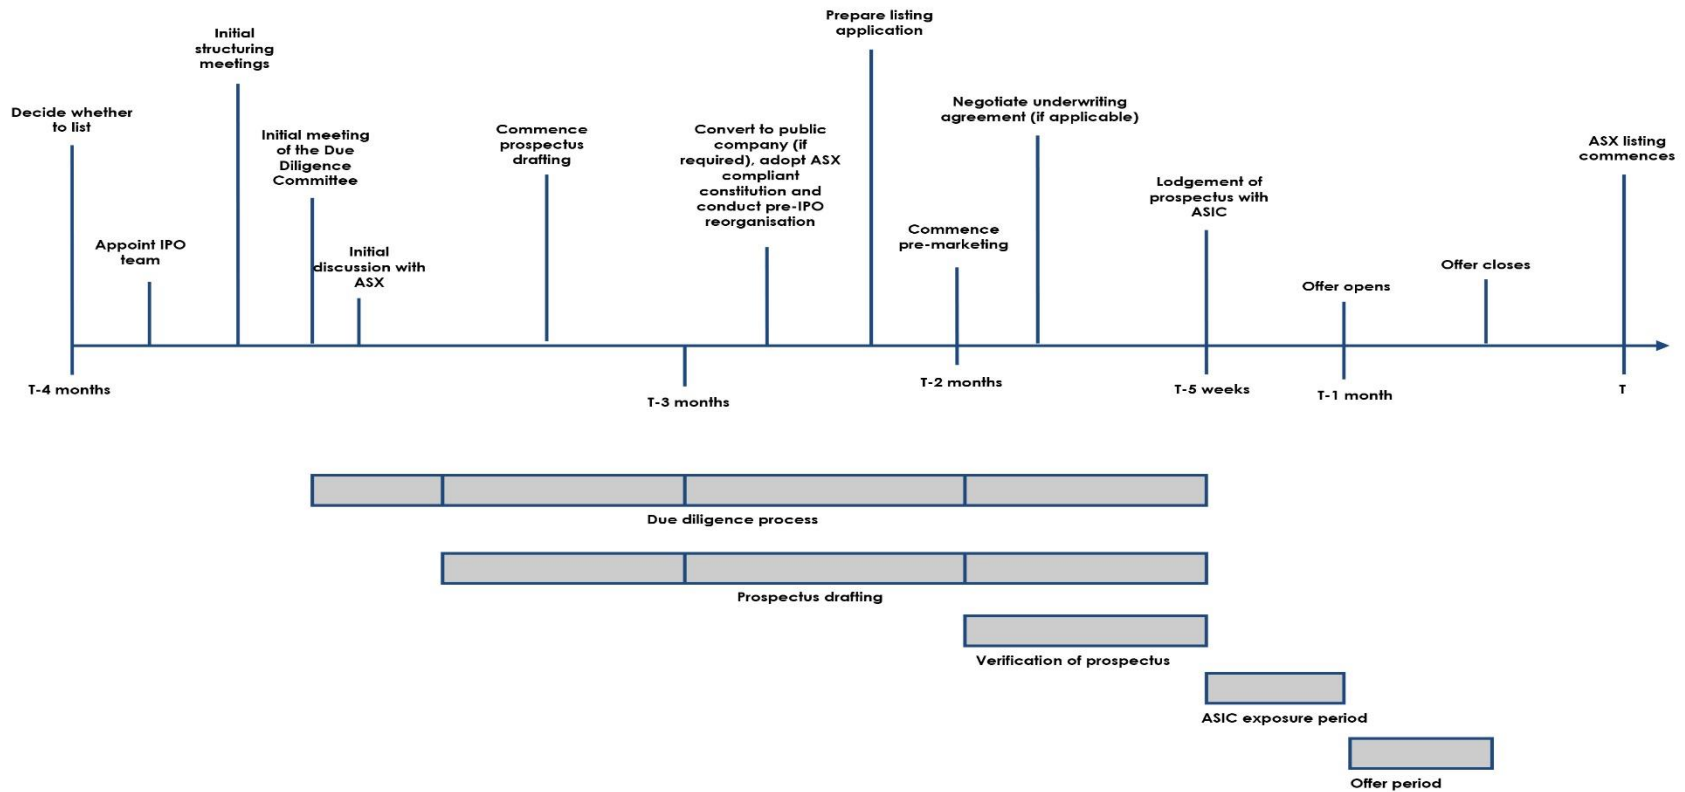 Decide whether
to list
Appoint IPO
team
Initial
structuring
meetings
Initial meeting
of the Due
Diligence
Committee
Initial
discussion with
ASX
Commence
prospectus
drafting
Convert to public
company (if
required), adopt ASX
compliant
constitution and
conduct pre-IPO
reorganisation
Prepare listing
application
Commence
pre-marketing
Negotiate underwriting
agreement (if applicable)
Lodgement of
prospectus with
ASIC
Offer opens
Offer closes
ASX listing
commences
T-4 months
T-3 months
T-2 months
T-5 weeks
T-1 month
T
Due diligence process
Prospectus drafting
Verification of prospectus
ASIC exposure period
Offer period